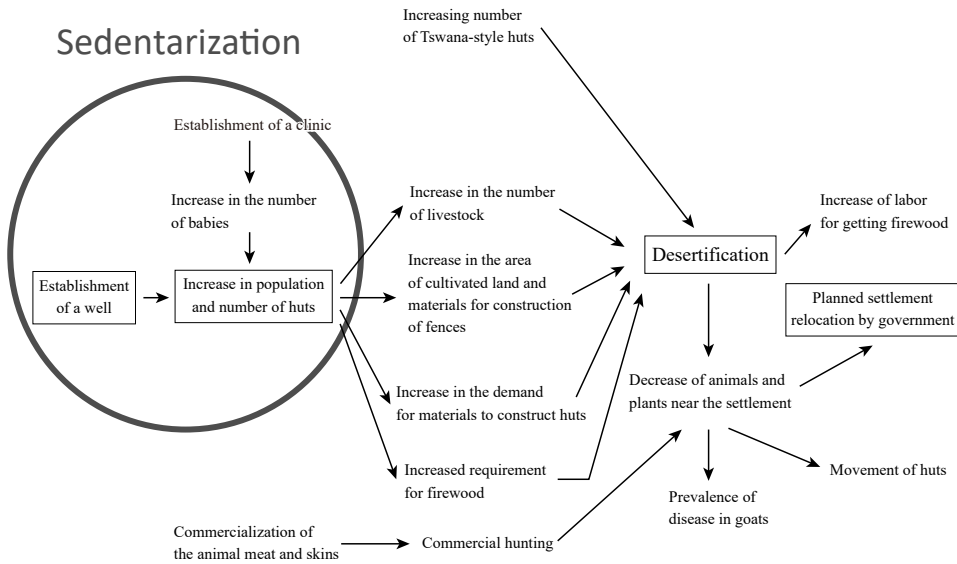 Sedentarization
Establishment of a clinic
Increase in the number
of babies
Establishment
of a well
Increase in population
and number of huts
Increasing number
of Tswana-style huts
Increase in the number
of livestock
Increase in the area
of cultivated land and
materials for construction
of fences
Increase in the demand
for materials to construct huts
Increased requirement
for firewood
Commercialization of
the animal meat and skins
Commercial hunting
Desertification
Increase of labor
for getting firewood
Planned settlement
relocation by government
Decrease of animals and
plants near the settlement
Movement of huts
Prevalence of
disease in goats